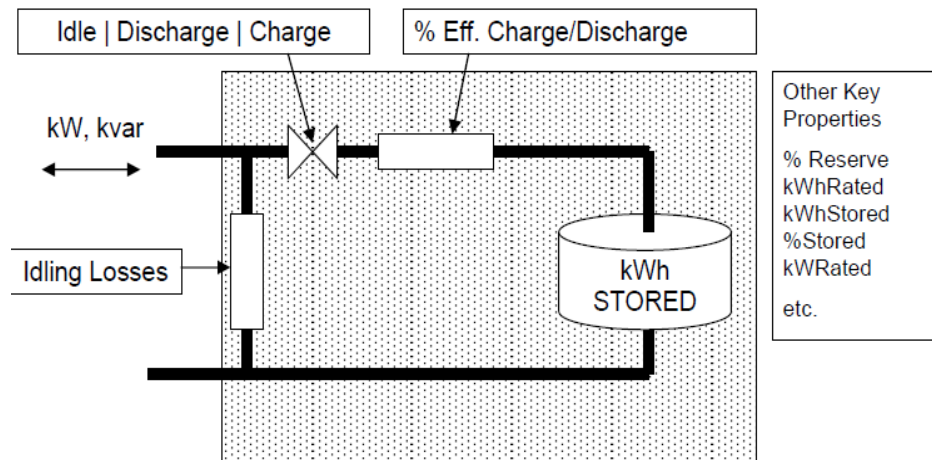 Idle | Discharge | Charge
% Eff. Charge/Discharge
kW, kvar
Idling Losses
kWh
STORED
Other Key
Properties
% Reserve
kWhRated
kWhStored
%Stored
kWRated
etc.